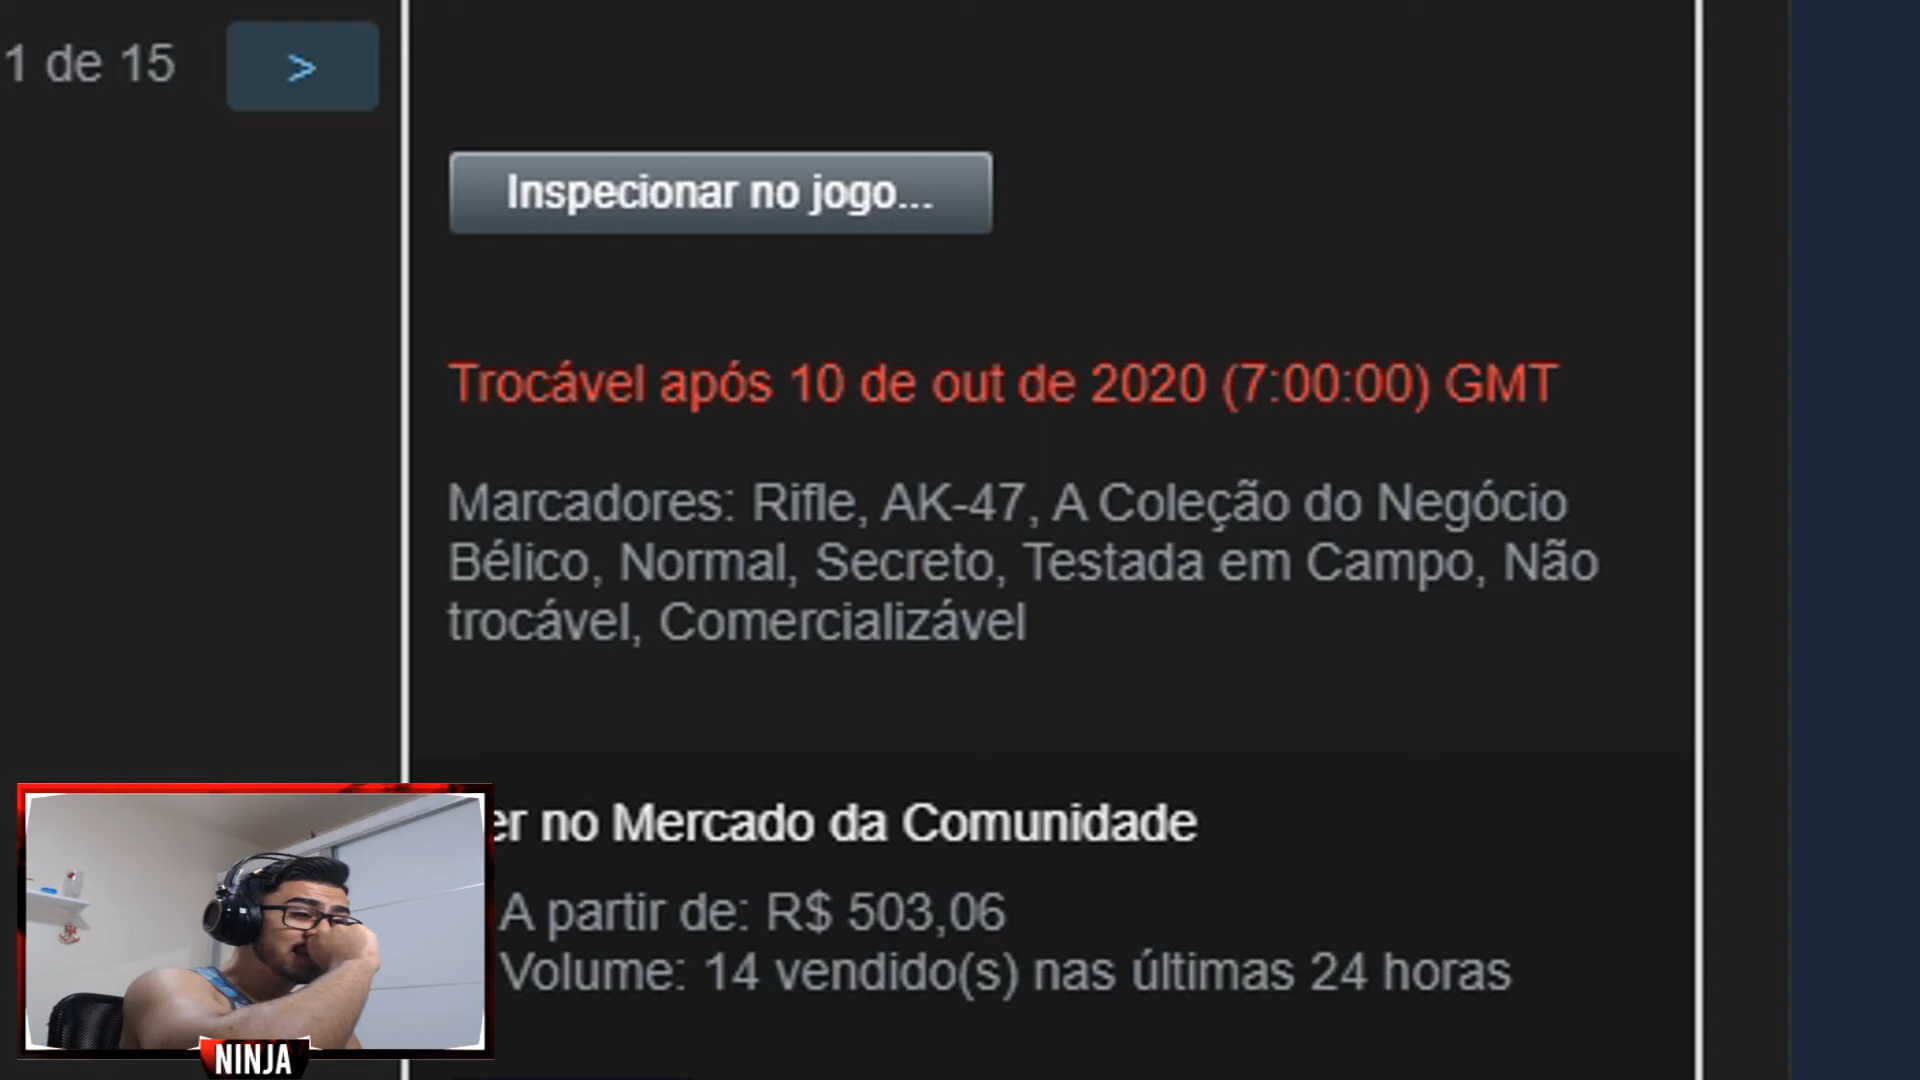 1 de 15
>
Inspecionar no jogo...
Trocável após 10 de out de 2020 (7:00:00) GMT
Marcadores: Rifle, AK-47, A Coleção do Negócio
Bélico, Normal, Secreto, Testada em Campo, Não
trocável, Comercializável
er no Mercado da Comunidade
A partir de: R$ 503,06
Volume: 14 vendido(s) nas últimas 24 horas
NINJA